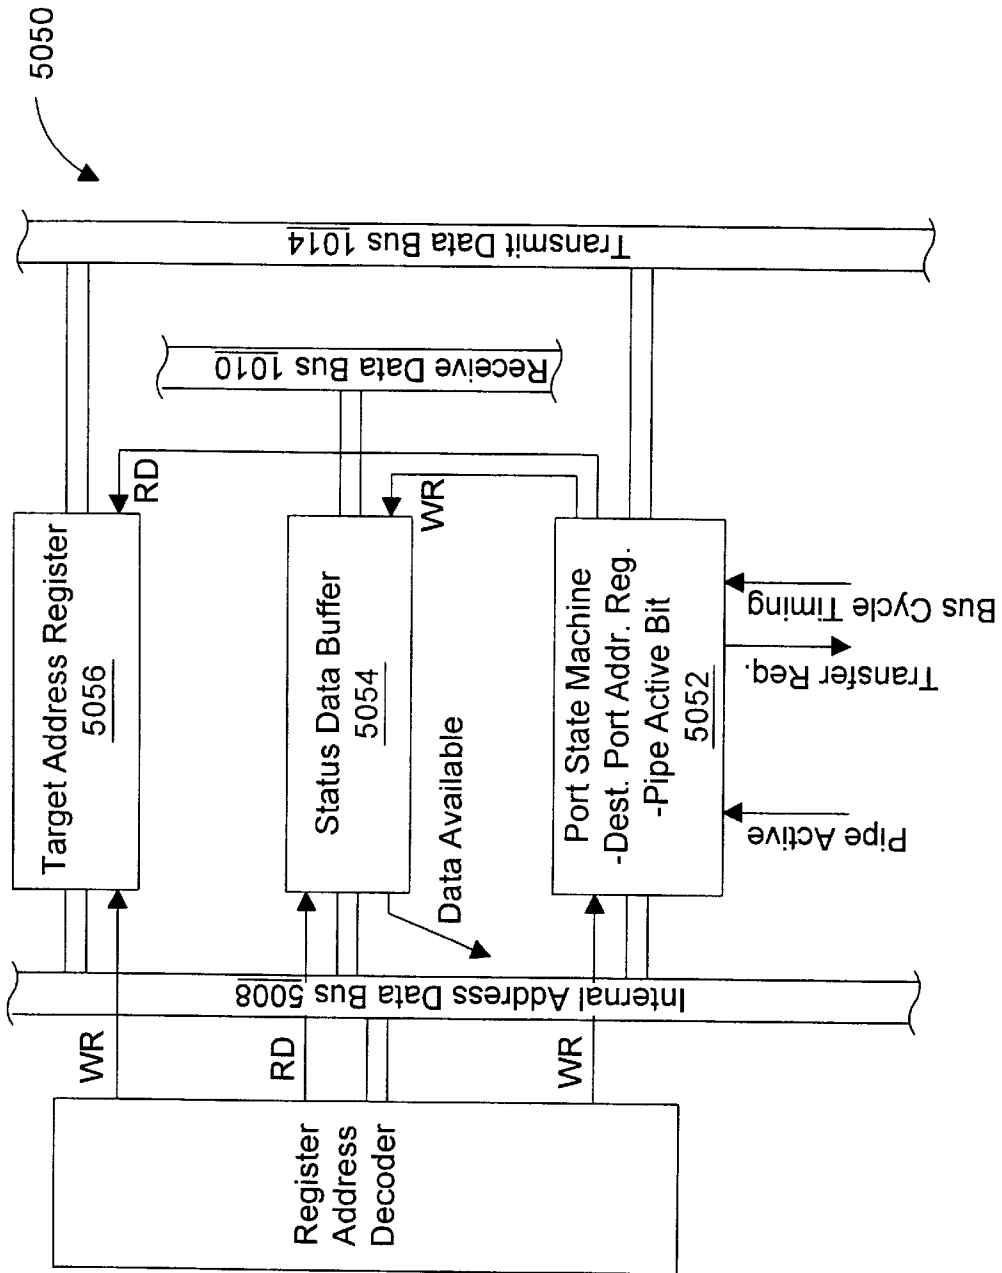 5050
Transmit Data Bus 1014
Receive Data Bus 1010
RD
WR
Target Address Register
5056
Status Data Buffer
5054
Port State Machine
-Dest. Port Addr. Reg.
-Pipe Active Bit
5052
Bus Cycle Timing
Transfer Req.
Pipe Active
Data Available
Internal Address Data Bus 5008
WR
RD
WR
Register
Address
Decoder